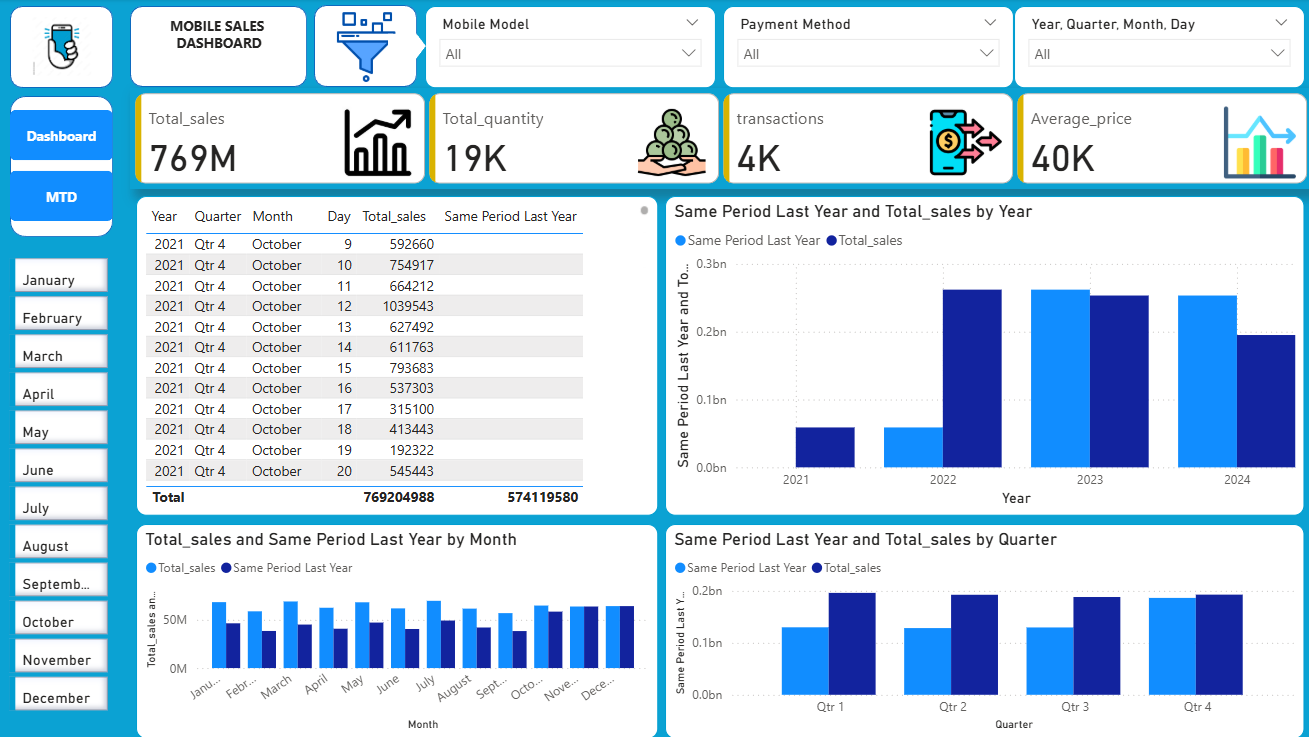 MOBILE SALES
DASHBOARD
Mobile Model
All
Payment Method
All
Year, Quarter, Month, Day
All
Dashboard
MTD
Total_sales
769M
Total_quantity
19K
transactions
4K
Average_price
40K
January
February
March
April
May
June
July
August
Septemb...
October
November
December
Year Quarter Month Day Total_sales Same Period Last Year
2021 Qtr 4 October 9 592660
2021 Qtr 4 October 10 754917
2021 Qtr 4 October 11 664212
2021 Qtr 4 October 12 1039543
2021 Qtr 4 October 13 627492
2021 Qtr 4 October 14 611763
2021 Qtr 4 October 15 793683
2021 Qtr 4 October 16 537303
2021 Qtr 4 October 17 315100
2021 Qtr 4 October 18 413443
2021 Qtr 4 October 19 192322
2021 Qtr 4 October 20 545443
Total 769204988 574119580
Same Period Last Year and Total_sales by Year
Same Period Last Year Total_sales
Same Period Last Year and To...
0.3bn
0.2bn
0.1bn
0.0bn
2021 2022 2023 2024
Year
Total_sales and Same Period Last Year by Month
Total_sales Same Period Last Year
Total_sales an...
50M
0M
Janu... Febr... March April May June July August Sept... Octo... Nove... Dece...
Month
Same Period Last Year and Total_sales by Quarter
Same Period Last Year Total_sales
Same Period Last Y...
0.2bn
0.1bn
0.0bn
Qtr 1 Qtr 2 Qtr 3 Qtr 4
Quarter